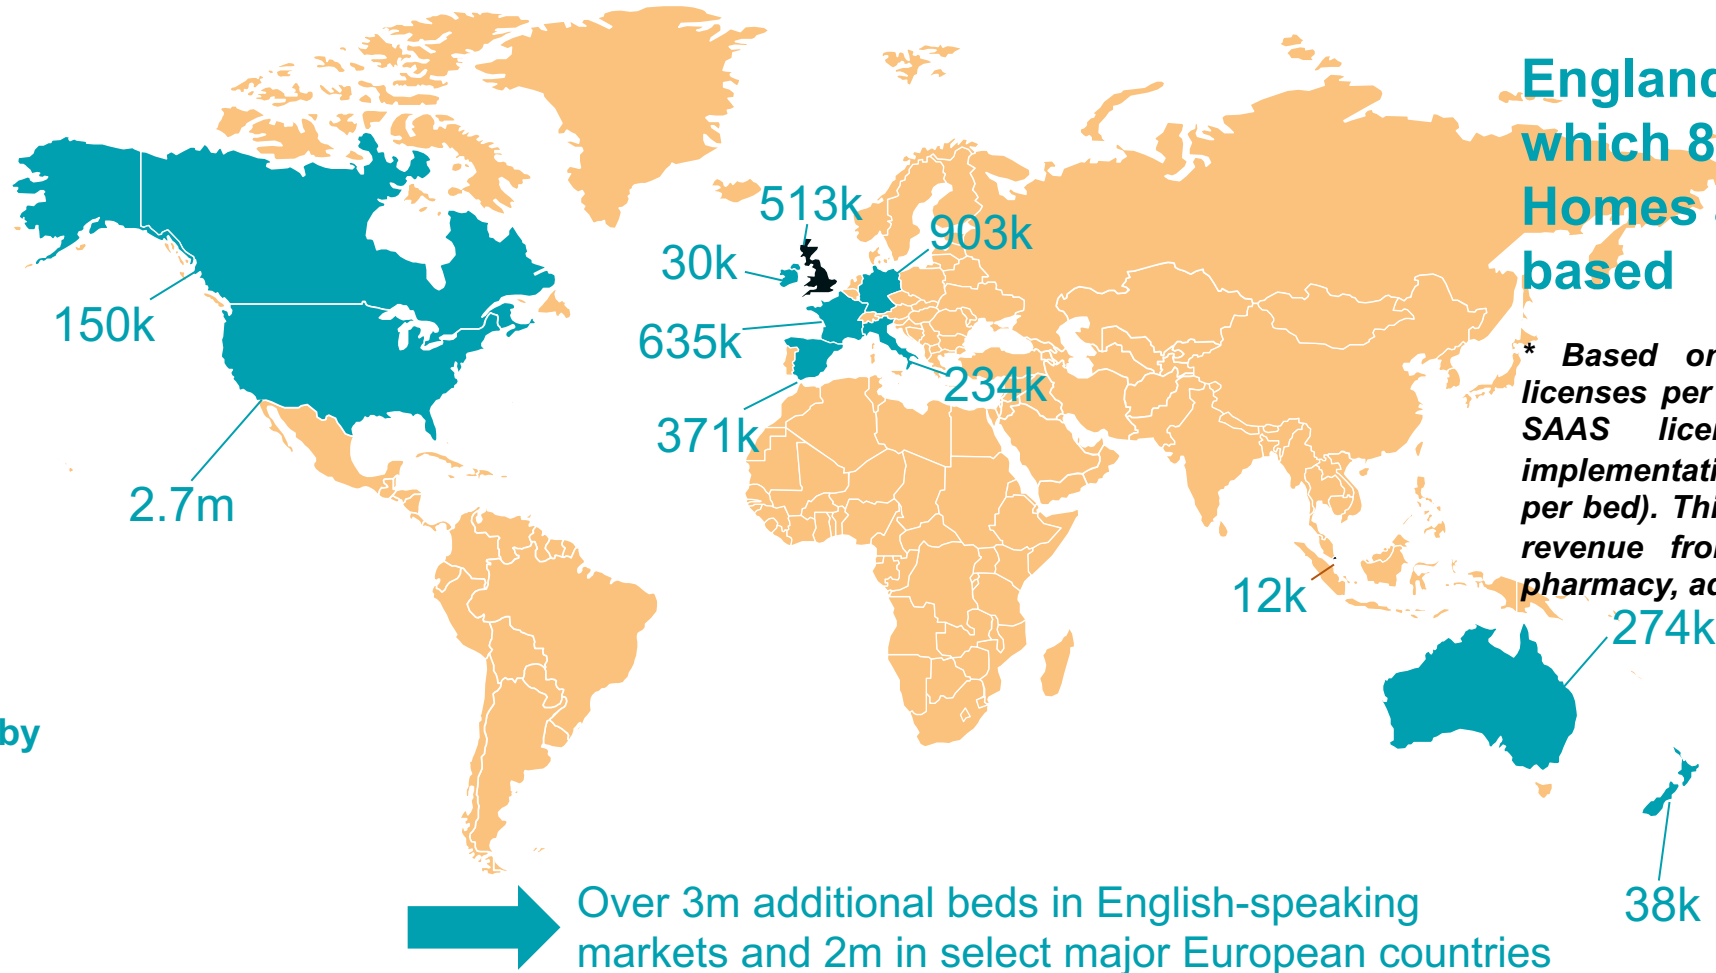 513k
903k
30k
150k
635k
234k
371k
2.7m
12k
274k
38k
by
Over 3m additional beds in English-speaking
markets and 2m in select major European countries
England
which 8
Homes
based
* Based or
licenses per
SAAS licen
implementati
per bed). Thi
revenue fro
pharmacy, ac